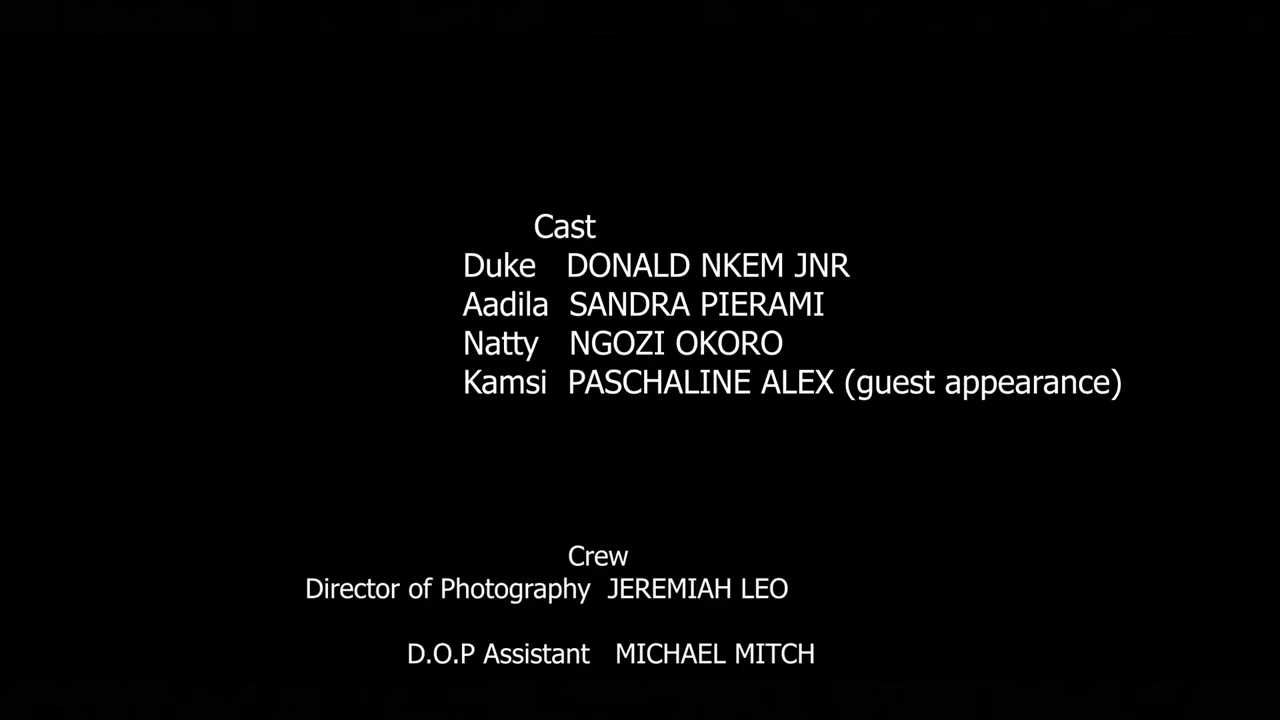 Cast
Duke DONALD NKEM JNR
Aadila SANDRA PIERAMI
Natty NGOZI OKORO
Kamsi PASCHALINE ALEX (guest appearance)
Crew
Director of Photography JEREMIAH LEO
D.O.P Assistant MICHAEL MITCH